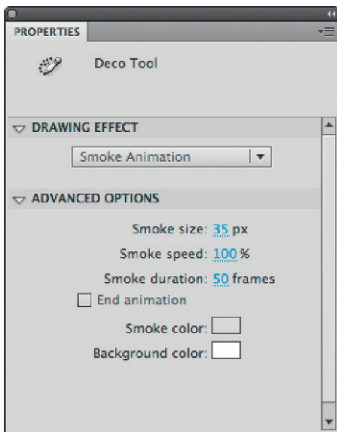 PROPERTIES
Deco Tool
DRAWING EFFECT
Smoke Animation
ADVANCED OPTIONS
Smoke size: 35 px
Smoke speed: 100 %
Smoke duration: 50 frames
End animation
Smoke color:
Background color: